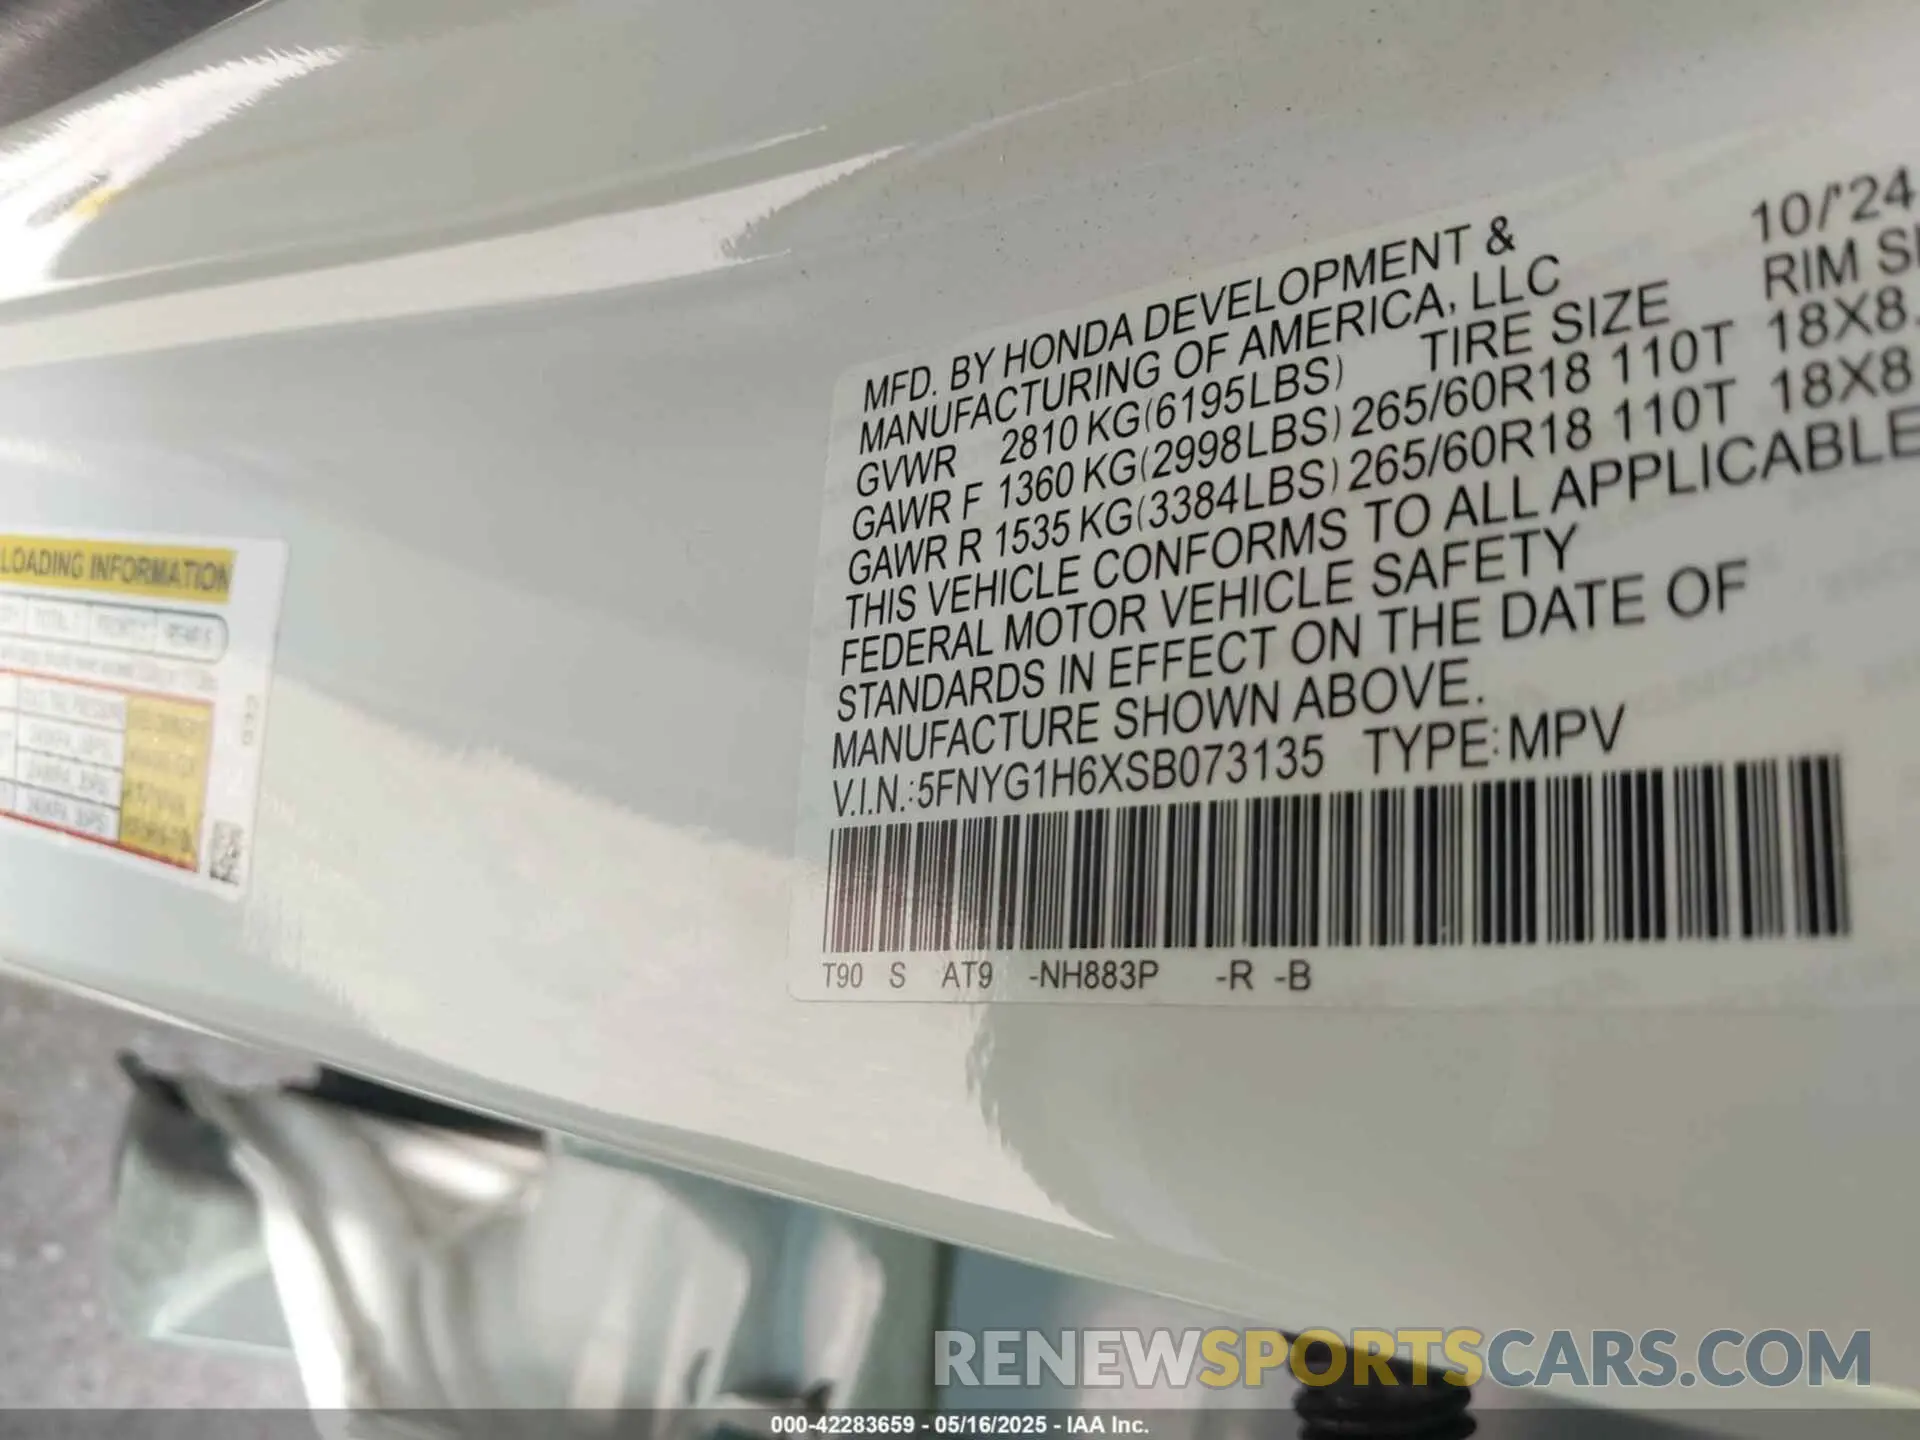 10/'24
MFD. BY HONDA DEVELOPMENT &
MANUFACTURING OF AMERICA, LLC
TIRE SIZE RIM
GVWR 2810 KG(6195LBS)
GAWR F 1360 KG(2998LBS) 265/60R18 110T 18X8.
GAWR R 1535 KG(3384LBS) 265/60R18 110T 18X8.
THIS VEHICLE CONFORMS TO ALL APPLICABLE
FEDERAL MOTOR VEHICLE SAFETY
STANDARDS IN EFFECT ON THE DATE OF
MANUFACTURE SHOWN ABOVE.
V.I.N.:5FNYG1H6XSB073135 TYPE:MPV
T90 S AT9 -NH883P -R -B
LOADING INFORMATION
RENEWSPORTSCARS.COM
000-42283659 - 05/16/2025 - IAA Inc.